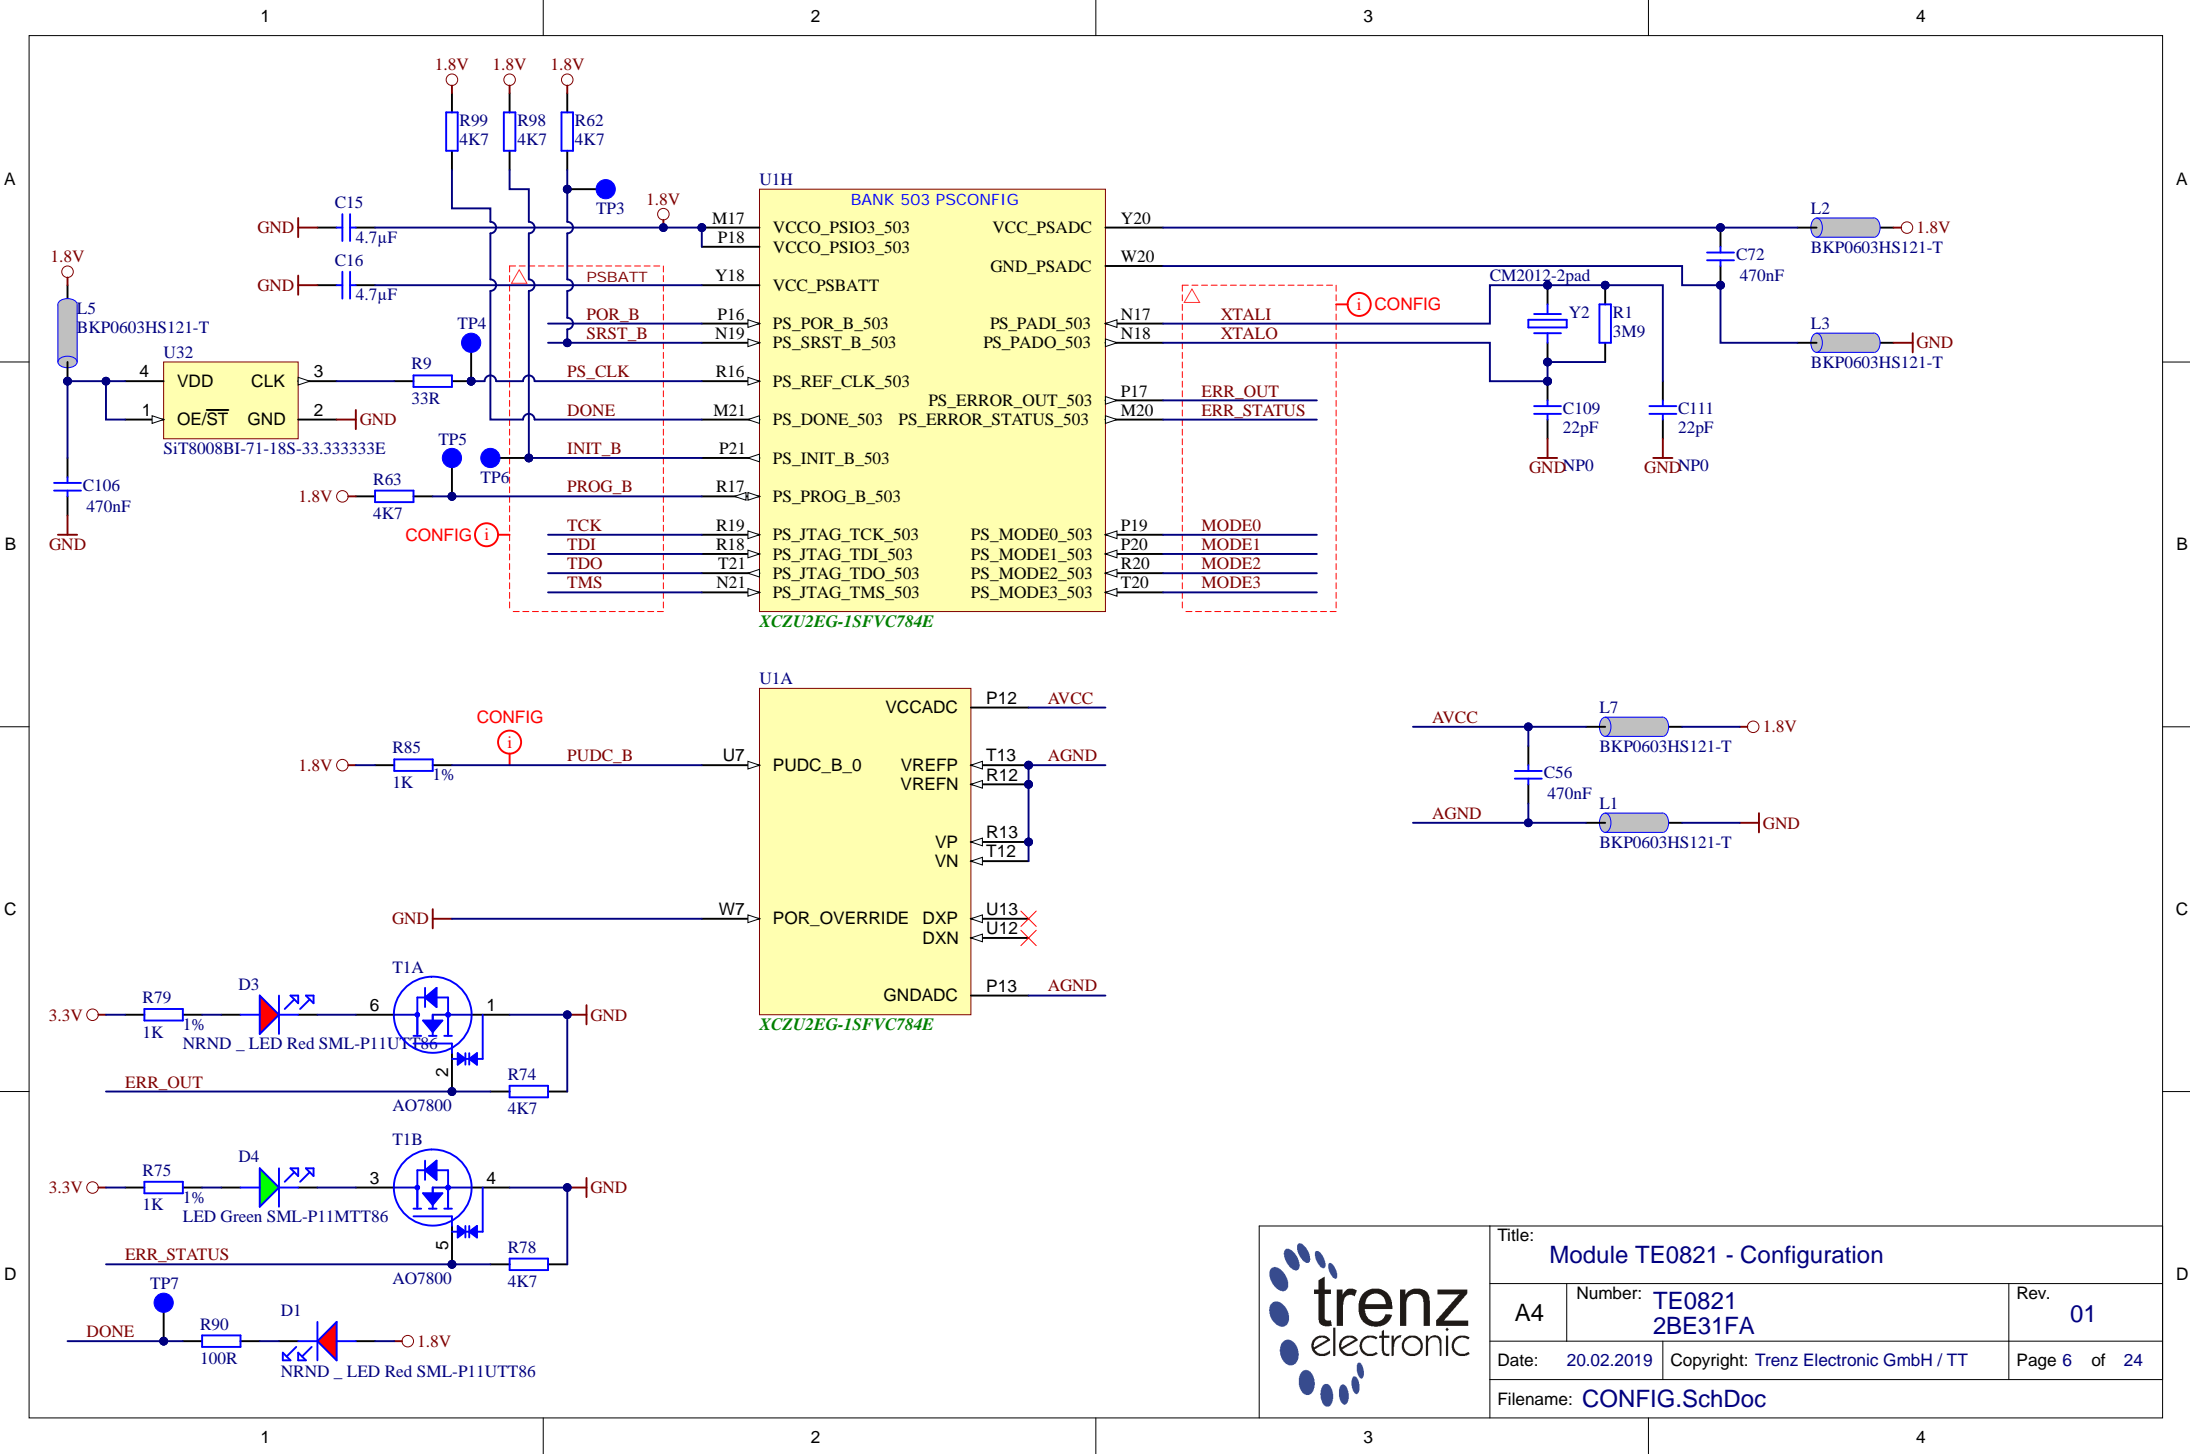 1
2
3
4
A
B
C
D
A
B
C
D
1.8V
1.8V
1.8V
R99
4K7
R98
4K7
R62
4K7
TP3
1.8V
C15
GND
4.7µF
C16
GND
4.7µF
1.8V
L5
BKP0603HS121-T
U32
4
VDD
CLK
3
1
OE/ST
GND
2
GND
SiT8008BI-71-18S-33.333333E
C106
470nF
GND
TP4
R9
33R
TP5
TP6
1.8V
R63
4K7
CONFIG
PSBATT
POR_B
SRST_B
PS_CLK
DONE
INIT_B
PROG_B
TCK
TDI
TDO
TMS
U1H
BANK 503 PSCONFIG
M17
VCCO_PSIO3_503
P18
VCCO_PSIO3_503
Y18
VCC_PSBATT
P16
PS_POR_B_503
N19
PS_SRST_B_503
R16
PS_REF_CLK_503
M21
PS_DONE_503
P21
PS_INIT_B_503
R17
PS_PROG_B_503
R19
PS_JTAG_TCK_503
R18
PS_JTAG_TDI_503
T21
PS_JTAG_TDO_503
N21
PS_JTAG_TMS_503
VCC_PSADC
Y20
GND_PSADC
W20
PS_PADI_503
N17
XTALI
PS_PADO_503
N18
XTALO
PS_ERROR_OUT_503
P17
ERR_OUT
PS_ERROR_STATUS_503
M20
ERR_STATUS
PS_MODE0_503
P19
MODE0
PS_MODE1_503
P20
MODE1
PS_MODE2_503
R20
MODE2
PS_MODE3_503
T20
MODE3
XCZU2EG-1SFVC784E
CONFIG
CM2012-2pad
Y2
R1
3M9
C109
22pF
GND
NP0
C111
22pF
GND
NP0
L2
1.8V
BKP0603HS121-T
C72
470nF
L3
GND
BKP0603HS121-T
U1A
VCCADC
P12
AVCC
CONFIG
1.8V
R85
1K
1%
PUDC_B
U7
PUDC_B_0
VREFP
T13
AGND
VREFN
R12
VP
R13
VN
T12
GND
W7
POR_OVERRIDE
DXP
U13
DXN
U12
GNDADC
P13
AGND
XCZU2EG-1SFVC784E
AVCC
L7
1.8V
BKP0603HS121-T
C56
470nF
AGND
L1
GND
BKP0603HS121-T
3.3V
R79
1K
1%
D3
NRND _ LED Red SML-P11UTT86
T1A
6
1
2
GND
ERR_OUT
AO7800
R74
4K7
3.3V
R75
1K
1%
D4
LED Green SML-P11MTT86
T1B
3
4
5
GND
ERR_STATUS
AO7800
R78
4K7
TP7
DONE
R90
100R
D1
1.8V
NRND _ LED Red SML-P11UTT86
trenz
electronic
Title:
Module TE0821 - Configuration
A4
Number: TE0821
2BE31FA
Rev.
01
Date: 20.02.2019
Copyright: Trenz Electronic GmbH / TT
Page 6 of 24
Filename: CONFIG.SchDoc
1
2
3
4